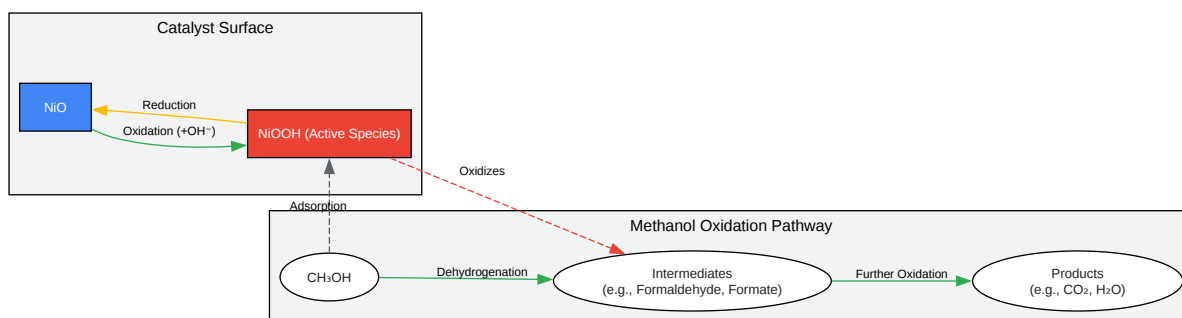 Catalyst Surface
NiO
Reduction
Oxidation (+OH⁻)
NiOOH (Active Species)
Oxidizes
Adsorption
Methanol Oxidation Pathway
CH₃OH
Dehydrogenation
Intermediates
(e.g., Formaldehyde, Formate)
Further Oxidation
Products
(e.g., CO₂, H₂O)